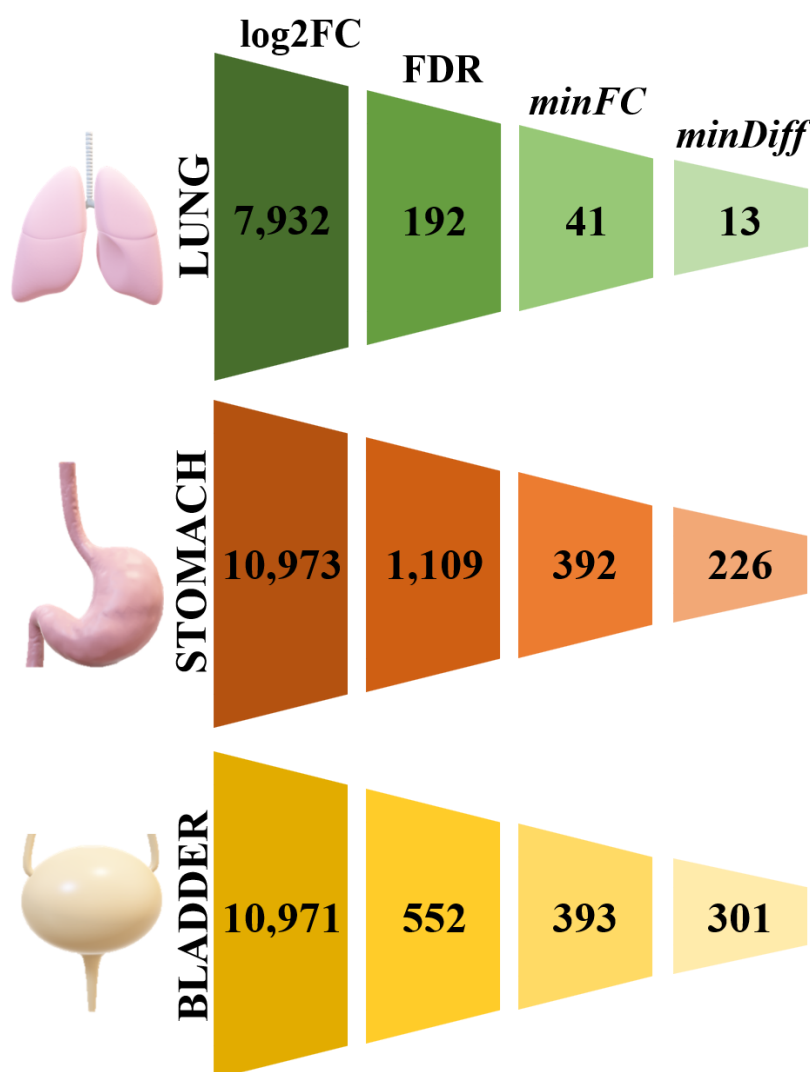 log2FC
FDR
minFC
minDiff
LUNG
7,932
192
41
13
STOMACH
10,973
1,109
392
226
BLADDER
10,971
552
393
301